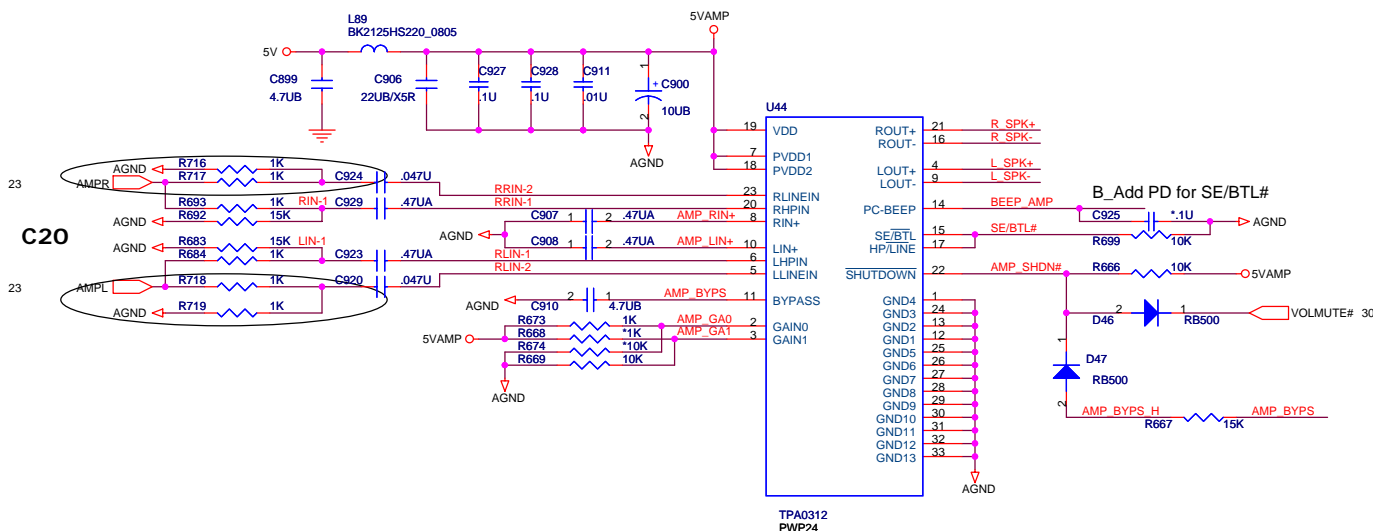 L89
BK2125HS220_0805
5VAMP
5V
C899
4.7UB
C906
22UB/X5R
C927
.1U
C928
.1U
C911
.01U
1
+
C900
10UB
2
AGND
U44
19 VDD
7 PVDD1
18 PVDD2
23 RLINEIN
20 RHPIN
8 RIN+
10 LIN+
6 LHPIN
5 LLINEIN
11 BYPASS
2 GAIN0
3 GAIN1
ROUT+ 21 R_SPK+
ROUT- 16 R_SPK-
LOUT+ 4 L_SPK+
LOUT- 9 L_SPK-
PC-BEEP 14 BEEP_AMP
SE/BTL 15 SE/BTL#
HP/LINE 17
SHUTDOWN 22 AMP_SHDN#
GND4 1
GND3 24
GND2 13
GND1 12
GND5 25
GND6 26
GND7 27
GND8 28
GND9 29
GND10 30
GND11 31
GND12 32
GND13 33
AGND
TPA0312
PWP24
AGND R716 1K
23 AMPR R717 1K C924 .047U RRIN-2
R693 1K RIN-1 C929 .47UA RRIN-1
AGND R692 15K
C20
AGND R683 15K LIN-1
R684 1K C923 .47UA RLIN-1
23 AMPL R718 1K C920 .047U RLIN-2
AGND R719 1K
C907 1 2 .47UA AMP_RIN+
AGND
C908 1 2 .47UA AMP_LIN+
AGND 2 1 AMP_BYPS
C910 4.7UB
R673 1K AMP_GA0
5VAMP R668 *1K AMP_GA1
R674 *10K
R669 10K
AGND
B_Add PD for SE/BTL#
C925 *.1U
AGND
R699 10K
R666 10K 5VAMP
2 1
D46 RB500 VOLMUTE# 30
1
D47
RB500
2
AMP_BYPS_H R667 15K AMP_BYPS